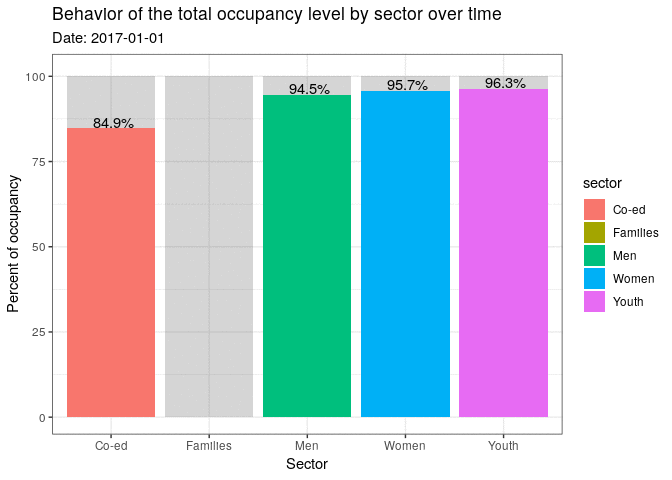 Behavior of the total occupancy level by sector over time
Date: 2017-01-01
Percent of occupancy
100
75
50
25
0
84.9%
94.5%
95.7%
96.3%
Co-ed
Families
Men
Women
Youth
Sector
sector
Co-ed
Families
Men
Women
Youth